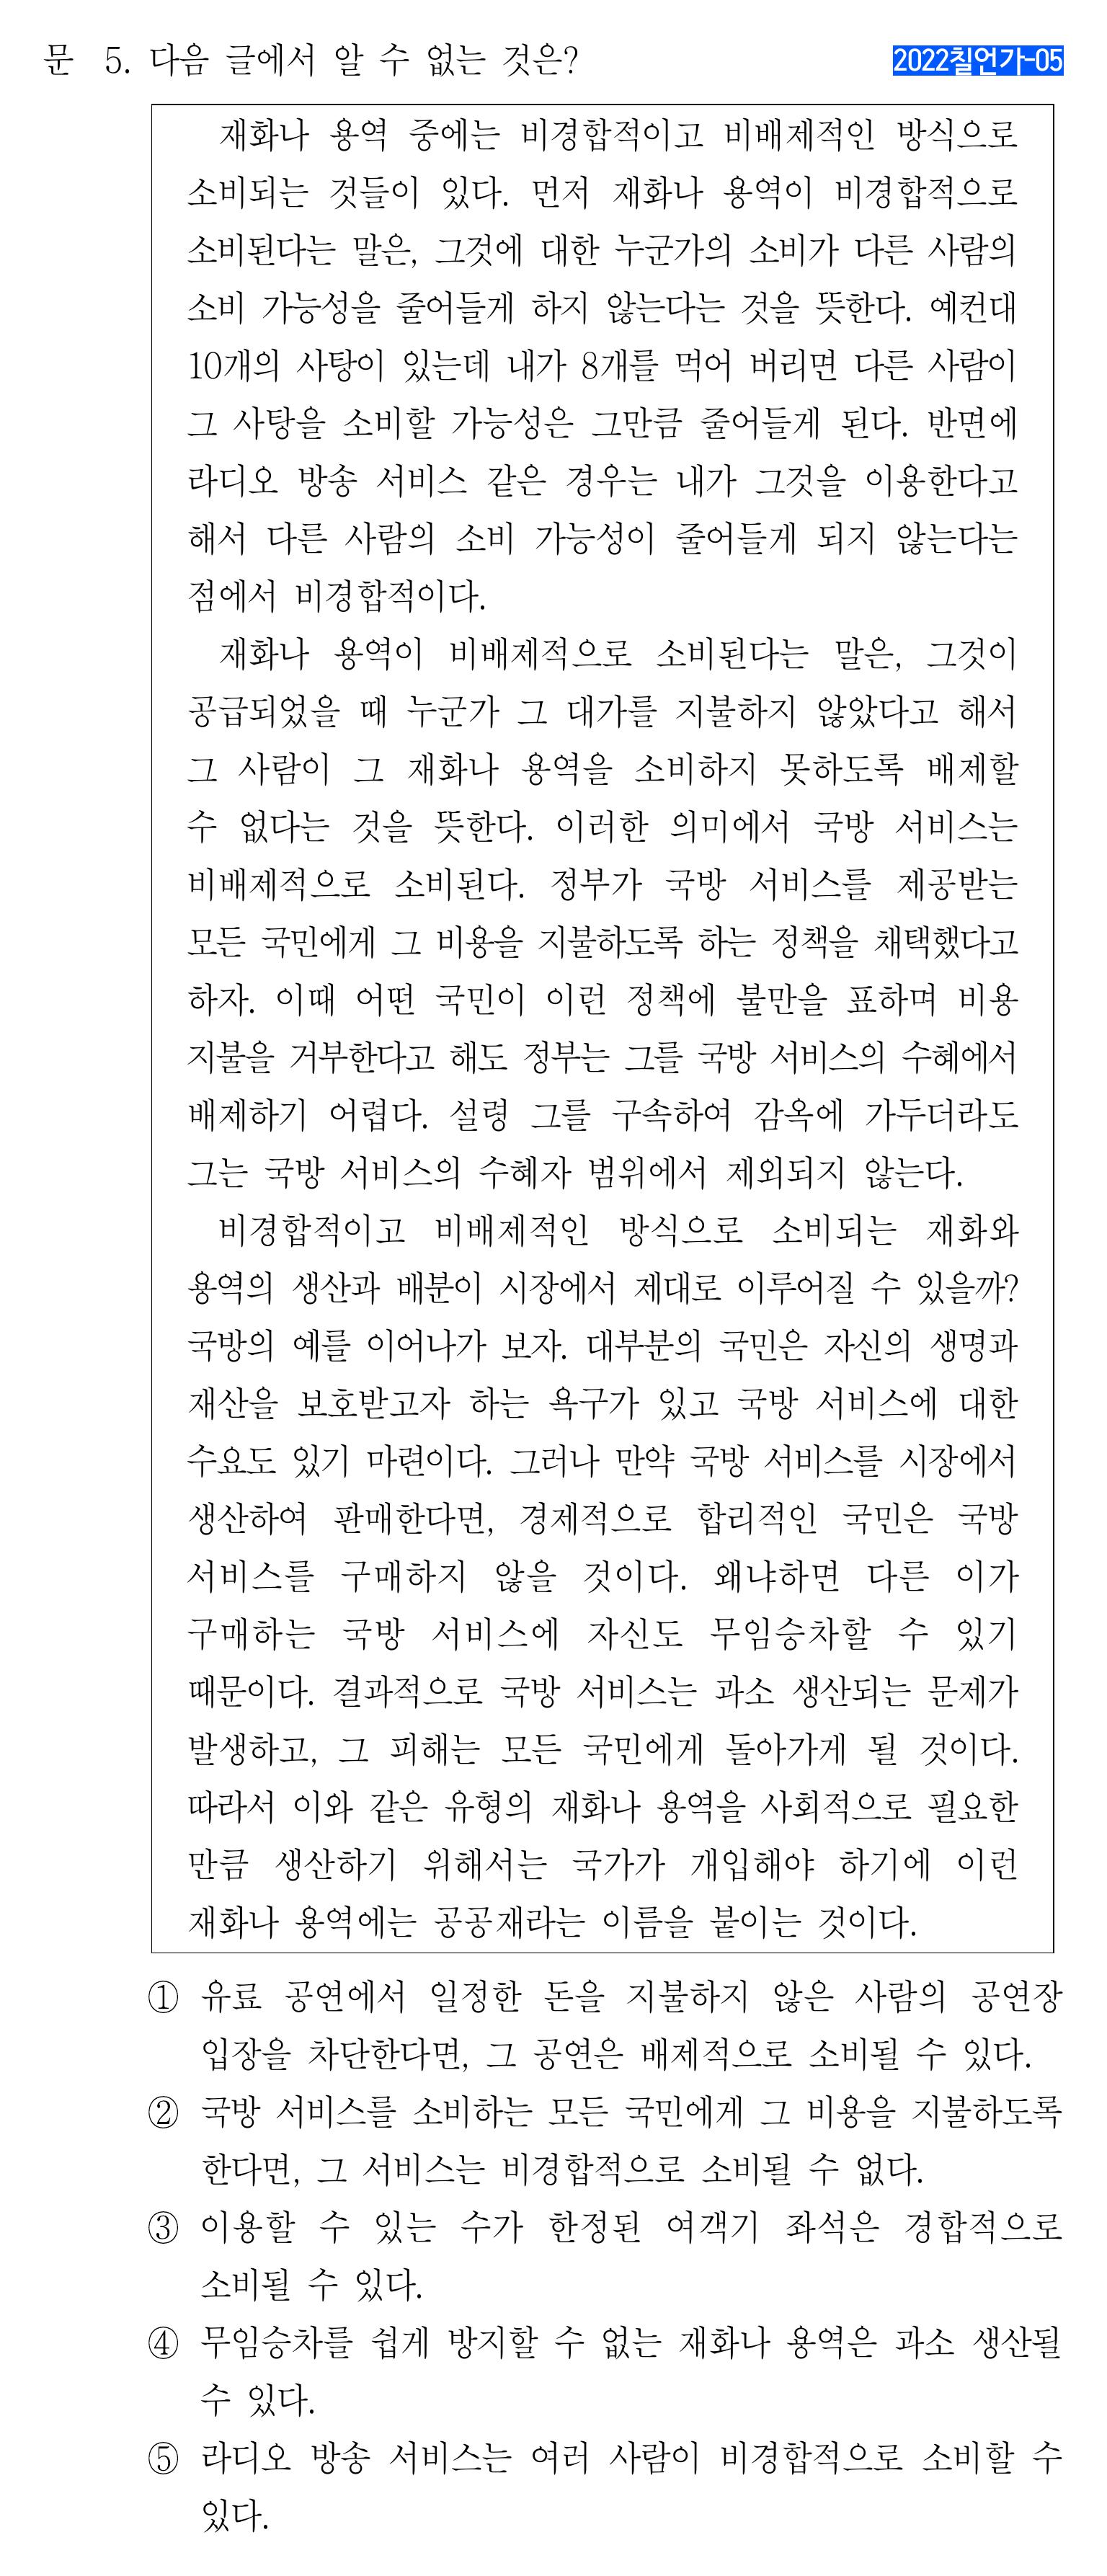 문 5. 다음 글에서 알 수 없는 것은? 2022칠언가-05
재화나 용역 중에는 비경합적이고 비배제적인 방식으로
소비되는 것들이 있다. 먼저 재화나 용역이 비경합적으로
소비된다는 말은, 그것에 대한 누군가의 소비가 다른 사람의
소비 가능성을 줄어들게 하지 않는다는 것을 뜻한다. 예컨대
10개의 사탕이 있는데 내가 8개를 먹어 버리면 다른 사람이
그 사탕을 소비할 가능성은 그만큼 줄어들게 된다. 반면에
라디오 방송 서비스 같은 경우는 내가 그것을 이용한다고
해서 다른 사람의 소비 가능성이 줄어들게 되지 않는다는
점에서 비경합적이다.
재화나 용역이 비배제적으로 소비된다는 말은, 그것이
공급되었을 때 누군가 그 대가를 지불하지 않았다고 해서
그 사람이 그 재화나 용역을 소비하지 못하도록 배제할
수 없다는 것을 뜻한다. 이러한 의미에서 국방 서비스는
비배제적으로 소비된다. 정부가 국방 서비스를 제공받는
모든 국민에게 그 비용을 지불하도록 하는 정책을 채택했다고
하자. 이때 어떤 국민이 이런 정책에 불만을 표하며 비용
지불을 거부한다고 해도 정부는 그를 국방 서비스의 수혜에서
배제하기 어렵다. 설령 그를 구속하여 감옥에 가두더라도
그는 국방 서비스의 수혜자 범위에서 제외되지 않는다.
비경합적이고 비배제적인 방식으로 소비되는 재화와
용역의 생산과 배분이 시장에서 제대로 이루어질 수 있을까?
국방의 예를 이어나가 보자. 대부분의 국민은 자신의 생명과
재산을 보호받고자 하는 욕구가 있고 국방 서비스에 대한
수요도 있기 마련이다. 그러나 만약 국방 서비스를 시장에서
생산하여 판매한다면, 경제적으로 합리적인 국민은 국방
서비스를 구매하지 않을 것이다. 왜냐하면 다른 이가
구매하는 국방 서비스에 자신도 무임승차할 수 있기
때문이다. 결과적으로 국방 서비스는 과소 생산되는 문제가
발생하고, 그 피해는 모든 국민에게 돌아가게 될 것이다.
따라서 이와 같은 유형의 재화나 용역을 사회적으로 필요한
만큼 생산하기 위해서는 국가가 개입해야 하기에 이런
재화나 용역에는 공공재라는 이름을 붙이는 것이다.
① 유료 공연에서 일정한 돈을 지불하지 않은 사람의 공연장
입장을 차단한다면, 그 공연은 배제적으로 소비될 수 있다.
② 국방 서비스를 소비하는 모든 국민에게 그 비용을 지불하도록
한다면, 그 서비스는 비경합적으로 소비될 수 없다.
③ 이용할 수 있는 수가 한정된 여객기 좌석은 경합적으로
소비될 수 있다.
④ 무임승차를 쉽게 방지할 수 없는 재화나 용역은 과소 생산될
수 있다.
⑤ 라디오 방송 서비스는 여러 사람이 비경합적으로 소비할 수
있다.